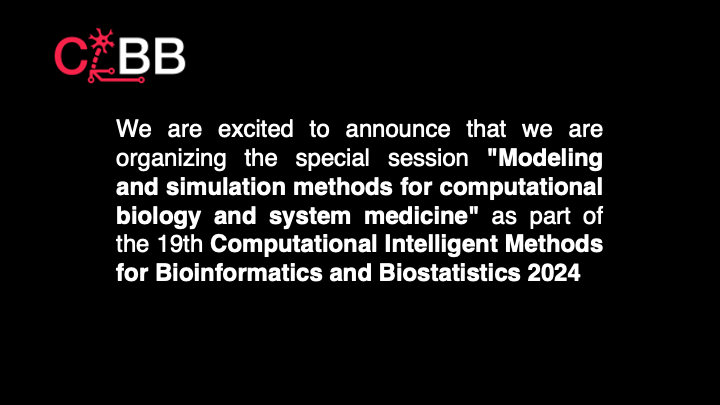 CIBB
We are excited to announce that we are
organizing the special session "Modeling
and simulation methods for computational
biology and system medicine" as part of
the 19th Computational Intelligent Methods
for Bioinformatics and Biostatistics 2024